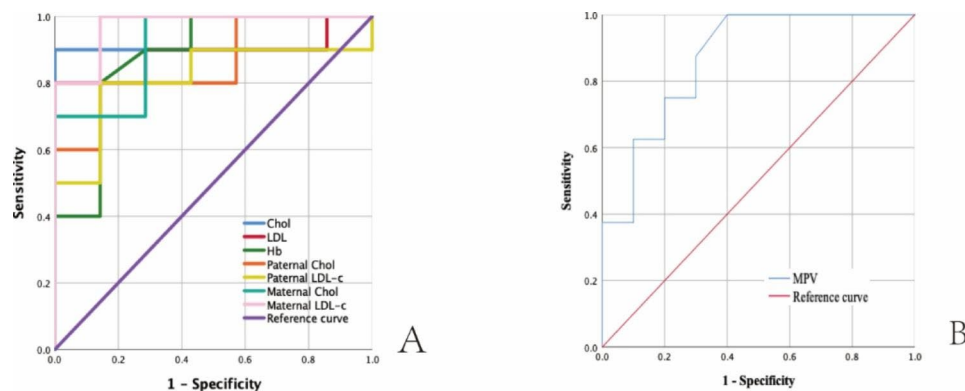 1.0
0.8
0.6
0.4
0.2
0.0
Sensitivity
0.0 0.2 0.4 0.6 0.8 1.0
1 - Specificity
Chol
LDL
Hb
Paternal Chol
Paternal LDL-c
Maternal Chol
Maternal LDL-c
Reference curve
A
1.0
0.8
0.6
0.4
0.2
0.0
Sensitivity
0.0 0.2 0.4 0.6 0.8 1.0
1 - Specificity
MPV
Reference curve
B